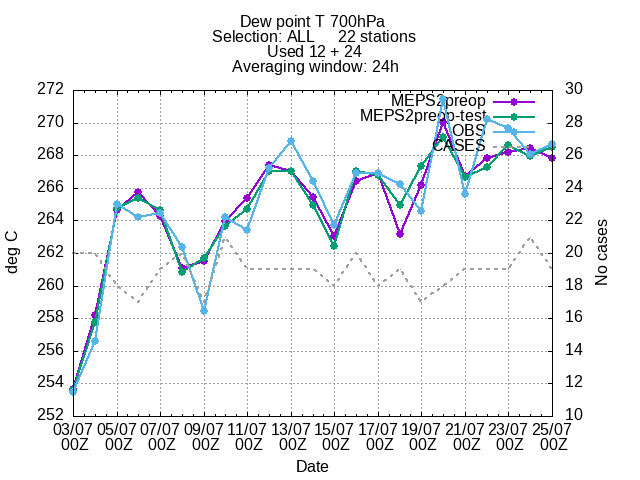 Dew point T 700hPa
Selection: ALL 22 stations
Used 12 + 24
Averaging window: 24h
272 30
MEPS2preop
270 MEPS2preop-test 28
OBS
CASES
268 26
266 24
264 22
262 20
260 18
258 16
256 14
254 12
252 10
deg C
No cases
03/07 05/07 07/07 09/07 11/07 13/07 15/07 17/07 19/07 21/07 23/07 25/07
00Z 00Z 00Z 00Z 00Z 00Z 00Z 00Z 00Z 00Z 00Z 00Z
Date